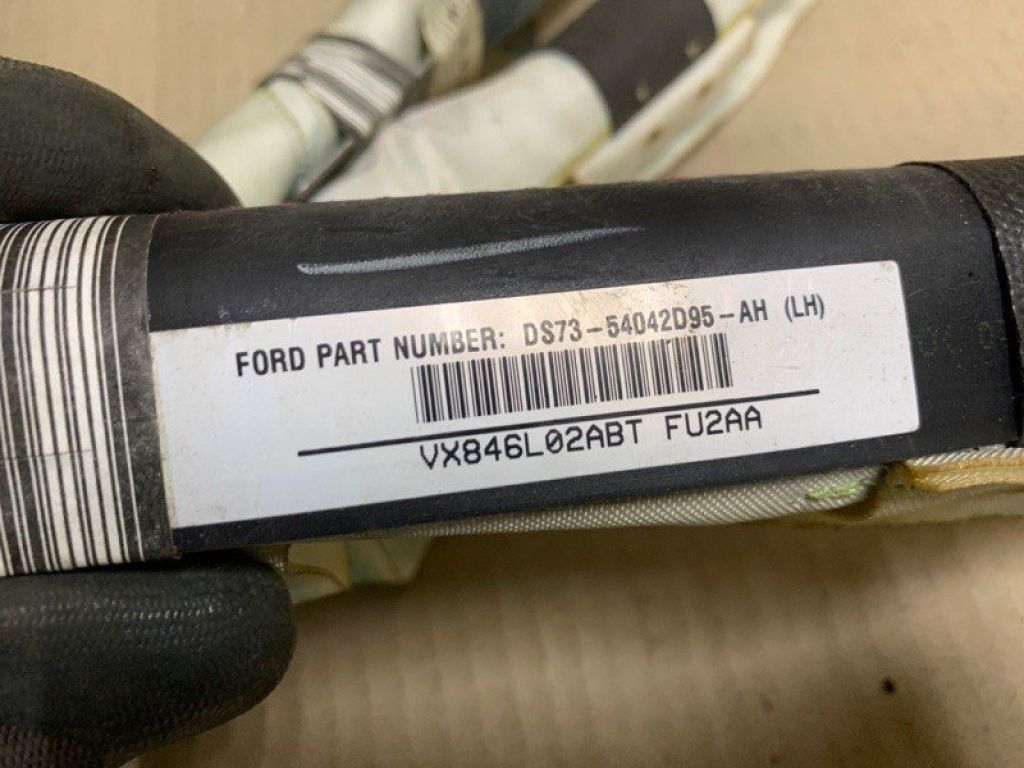 FORD PART NUMBER: DS73-54042D95-AH (LH)
VX846L02ABT FU2AA